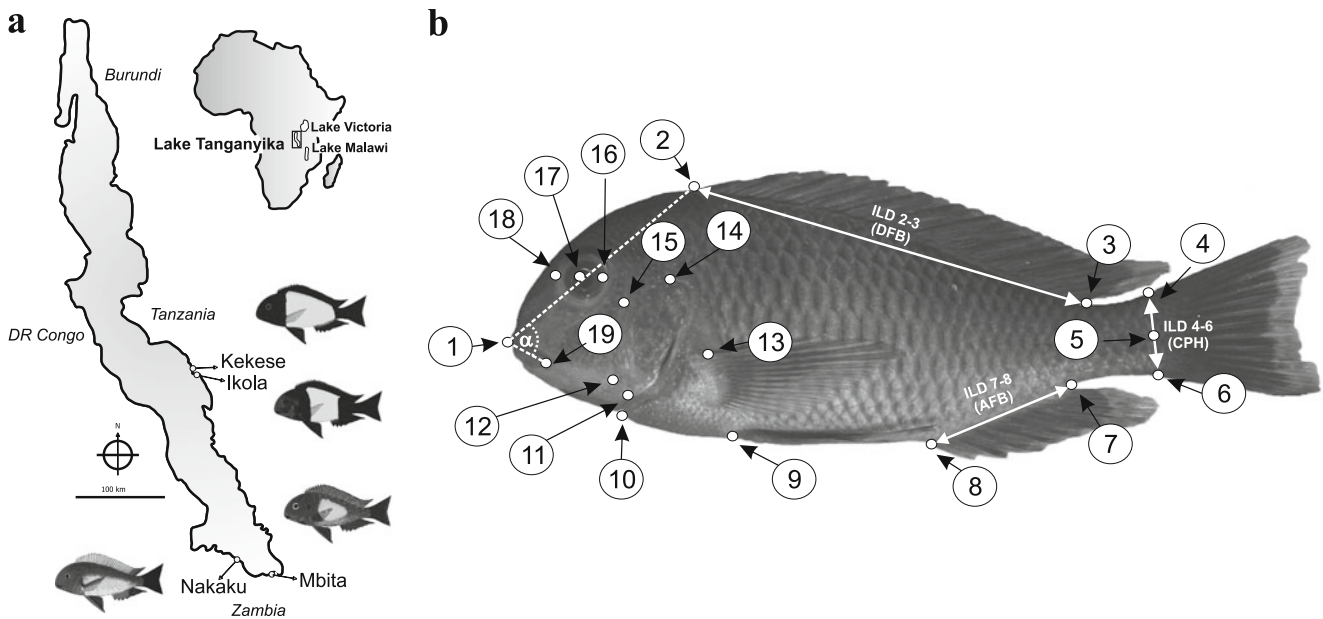 a
Burundi
Lake Victoria
Lake Tanganyika
Lake Malawi
Tanzania
DR Congo
Kekese
Ikola
N
100 km
Nakaku
Mbita
Zambia
b
2
16
17
18
15
14
ILD 2-3
(DFB)
3
4
1
α
19
13
5
ILD 4-6
(CPH)
12
11
10
9
ILD 7-8
(AFB)
8
7
6